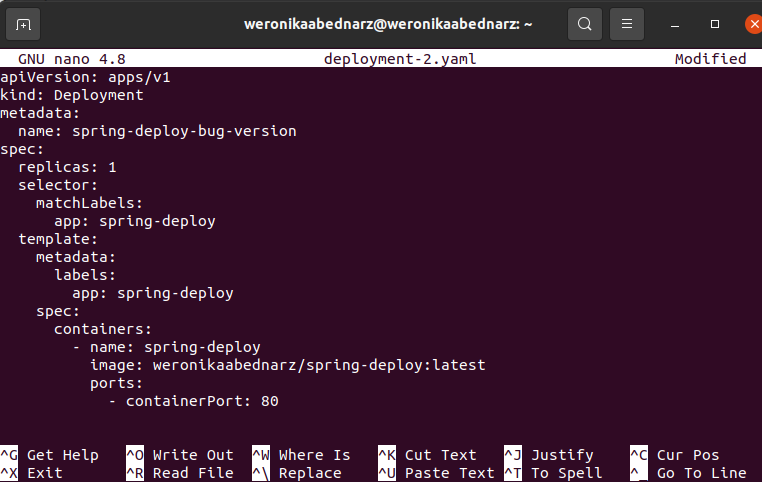 weronikaabednarz@weronikaabednarz: ~
GNU nano 4.8 deployment-2.yaml Modified
apiVersion: apps/v1
kind: Deployment
metadata:
  name: spring-deploy-bug-version
spec:
  replicas: 1
  selector:
    matchLabels:
      app: spring-deploy
  template:
    metadata:
      labels:
        app: spring-deploy
    spec:
      containers:
        - name: spring-deploy
          image: weronikaabednarz/spring-deploy:latest
          ports:
            - containerPort: 80
^G Get Help ^O Write Out ^W Where Is ^K Cut Text ^J Justify ^C Cur Pos
^X Exit ^R Read File ^\ Replace ^U Paste Text ^T To Spell ^_ Go To Line